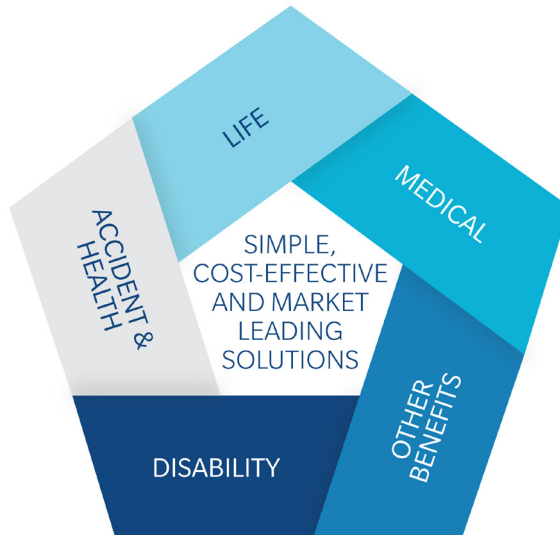 LIFE
MEDICAL
ACCIDENT &
HEALTH
SIMPLE,
COST-EFFECTIVE
AND MARKET
LEADING
SOLUTIONS
OTHER
BENEFITS
DISABILITY